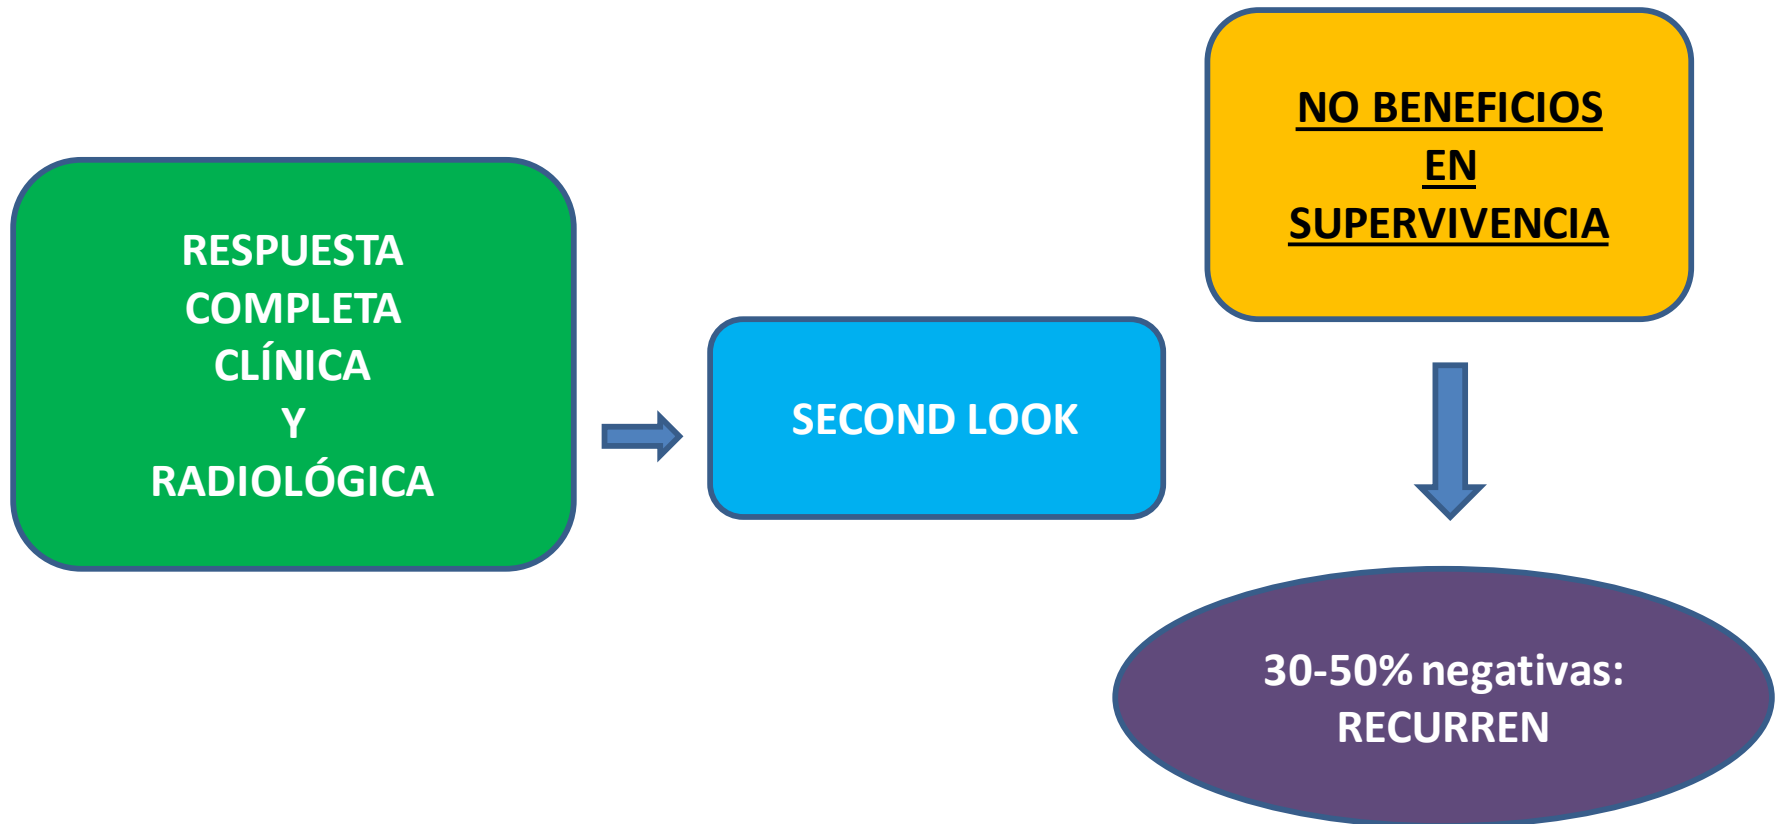 RESPUESTA
COMPLETA
CLÍNICA
Y
RADIOLÓGICA
SECOND LOOK
NO BENEFICIOS
EN
SUPERVIVENCIA
30-50% negativas:
RECURREN